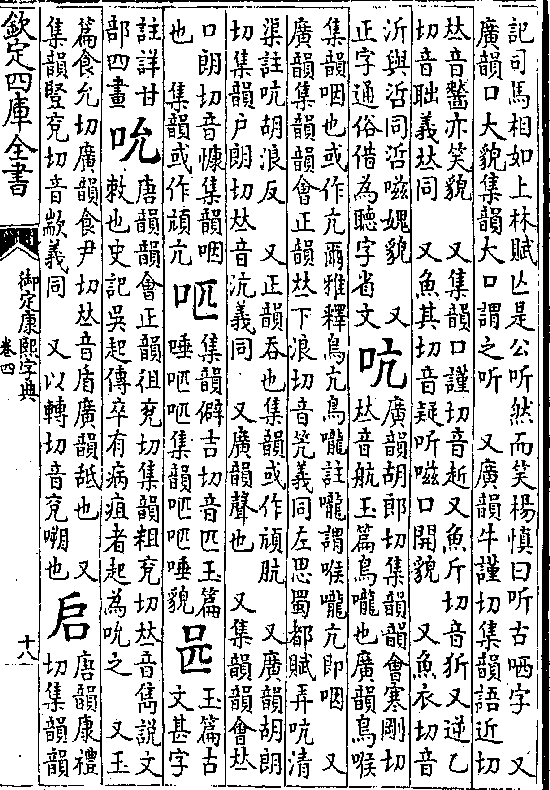 記司馬相如上林賦亾是公听然而笑楊慎曰听古哂字　又
廣韻口大貌集韻大口謂之听　又廣韻牛謹切集韻語近切
𠀤音齗亦笑貌　又集韻口謹切音赾又魚斤切音犾又逆乙
切音聉義𠀤同　又魚其切音疑听嗞口開貌　又魚衣切音
沂與㕧同㕧嗞媿貌　又
正字通俗借為聽字省文
吭
廣韻胡郎切集韻韻會寒剛切
𠀤音航玉篇鳥嚨也廣韻鳥喉
集韻咽也或作亢爾雅釋鳥亢鳥嚨註嚨謂喉嚨亢即咽　又
廣韻集韻韻會正韻𠀤下浪切音笐義同左思蜀都賦弄吭清
渠註吭胡浪反　又正韻吞也集韻或作頏肮　又廣韻胡朗
切集韻戶朗切𠀤音沆義同　又廣韻聲也　又集韻韻會𠀤
口朗切音慷集韻咽
也　集韻或作頏亢
𠯔
集韻僻吉切音匹玉篇
唾𠯔𠯔集韻𠯔𠯔唾貌
𠯕
玉篇古
文甚字
註詳甘
部四畫
吮
唐韻韻會正韻徂兗切集韻粗兗切𠀤音雋說文
敕也史記吳起傳卒有病疽者起為吮之　又玉
篇食允切廣韻食尹切𠀤音盾廣韻䑛也　又
集韻豎兗切音歂義同　又以轉切音兗嗍也
启
唐韻康禮
切集韻韻
欽定四庫全書
御定康熙字典
卷四
十八